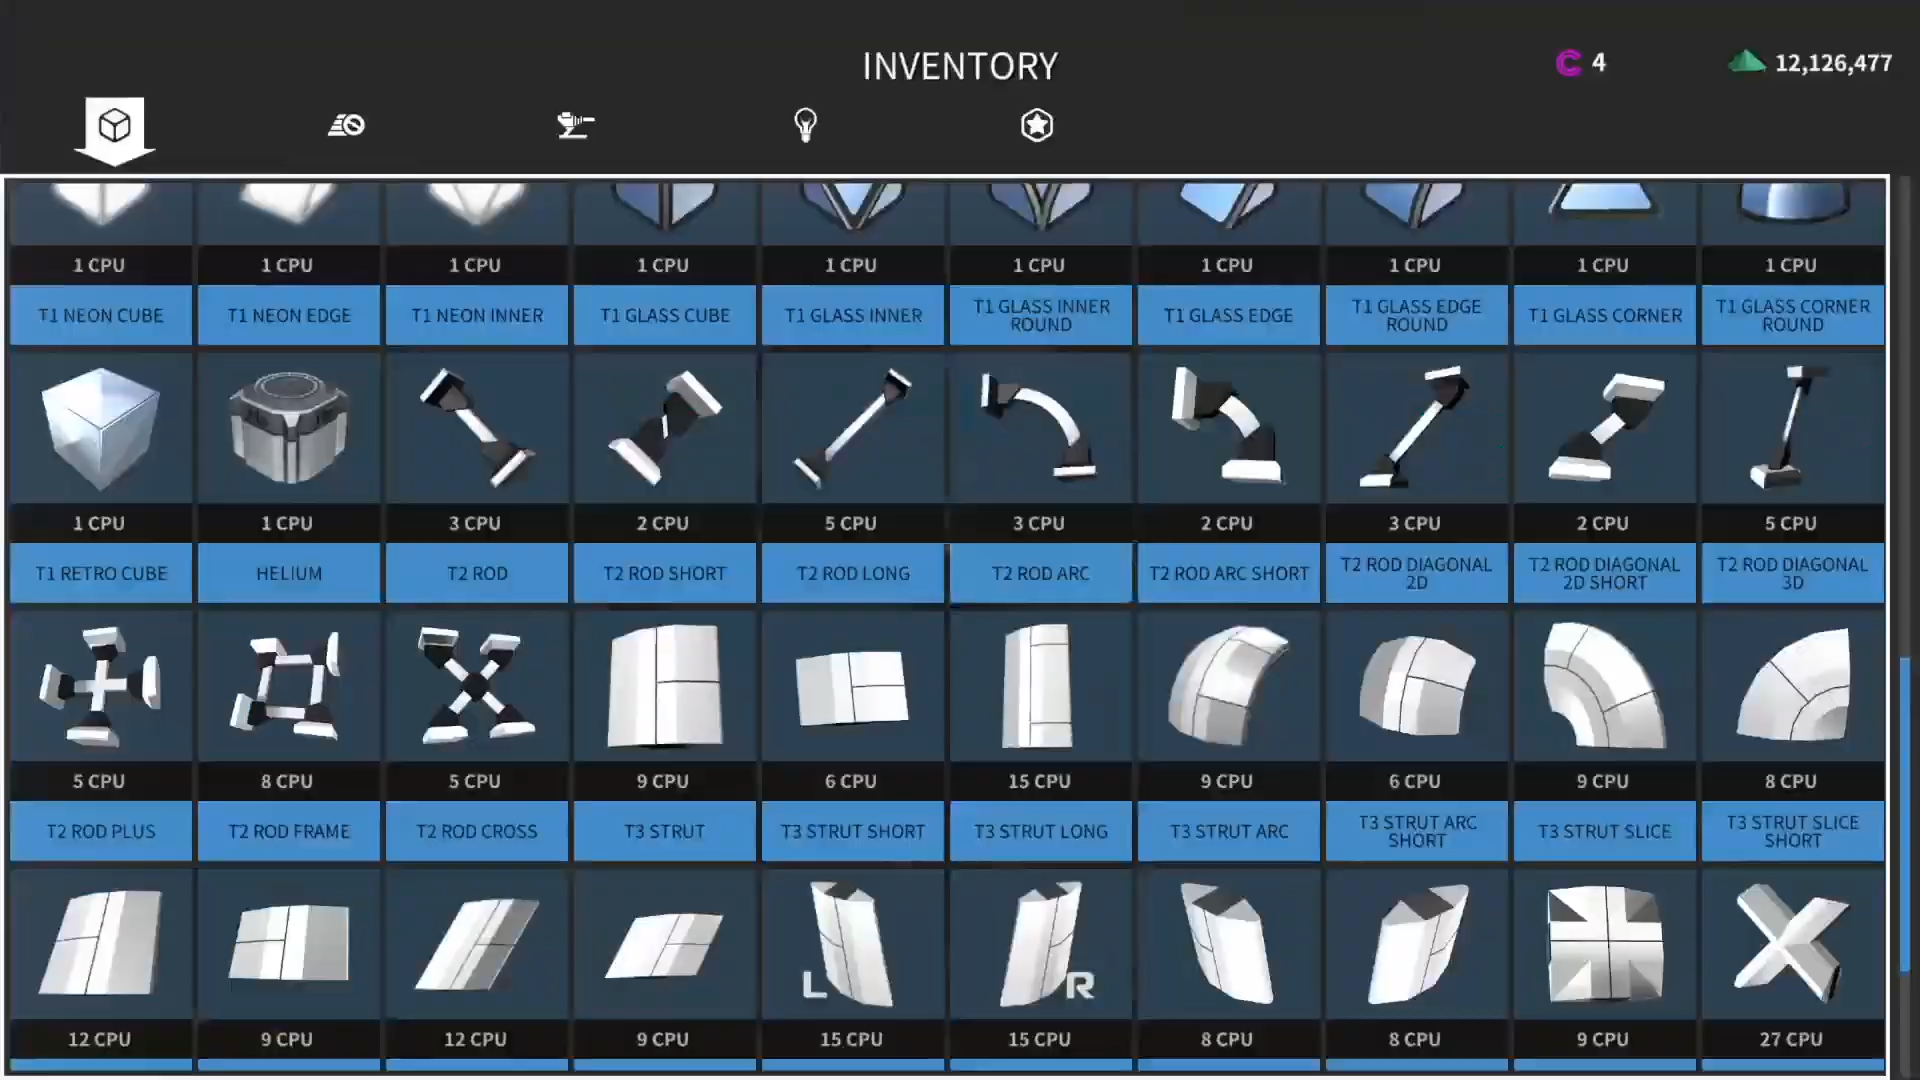 INVENTORY
4
12,126,477
1 CPU
1 CPU
1 CPU
1 CPU
1 CPU
1 CPU
1 CPU
1 CPU
1 CPU
1 CPU
T1 NEON CUBE
T1 NEON EDGE
T1 NEON INNER
T1 GLASS CUBE
T1 GLASS INNER
T1 GLASS INNER
ROUND
T1 GLASS EDGE
T1 GLASS EDGE
ROUND
T1 GLASS CORNER
T1 GLASS CORNER
ROUND
1 CPU
1 CPU
3 CPU
2 CPU
5 CPU
3 CPU
2 CPU
3 CPU
2 CPU
5 CPU
T1 RETRO CUBE
HELIUM
T2 ROD
T2 ROD SHORT
T2 ROD LONG
T2 ROD ARC
T2 ROD ARC SHORT
T2 ROD DIAGONAL
2D
T2 ROD DIAGONAL
2D SHORT
T2 ROD DIAGONAL
3D
5 CPU
8 CPU
5 CPU
9 CPU
6 CPU
15 CPU
9 CPU
6 CPU
9 CPU
8 CPU
T2 ROD PLUS
T2 ROD FRAME
T2 ROD CROSS
T3 STRUT
T3 STRUT SHORT
T3 STRUT LONG
T3 STRUT ARC
T3 STRUT ARC
SHORT
T3 STRUT SLICE
T3 STRUT SLICE
SHORT
L
R
12 CPU
9 CPU
12 CPU
9 CPU
15 CPU
15 CPU
8 CPU
8 CPU
9 CPU
27 CPU